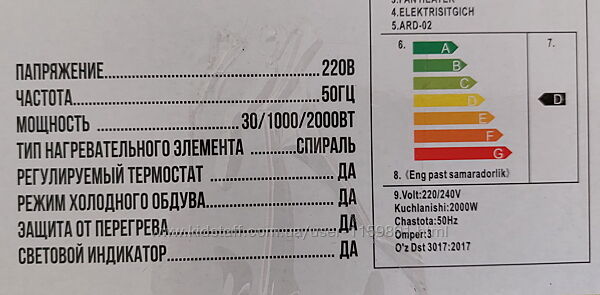 ПАПРЯЖЕНИЕ 220В
ЧАСТОТА 50ГЦ
МОЩНОСТЬ 30/1000/2000ВТ
ТИП НАГРЕВАТЕЛЬНОГО ЭЛЕМЕНТА СПИРАЛЬ
РЕГУЛИРУЕМЫЙ ТЕРМОСТАТ ДА
РЕЖИМ ХОЛОДНОГО ОБДУВА ДА
ЗАЩИТА ОТ ПЕРЕГРЕВА ДА
СВЕТОВОЙ ИНДИКАТОР ДА
4.ELEKTRISITGICH
5.ARD-02
6.
7.
A
B
C
D
E
F
G
D
8.《Eng past samaradorlik》
9.Volt:220/240V
Kuchlanishi:2000W
Chastota:50Hz
Omper:3
O'z Dst 3017:2017